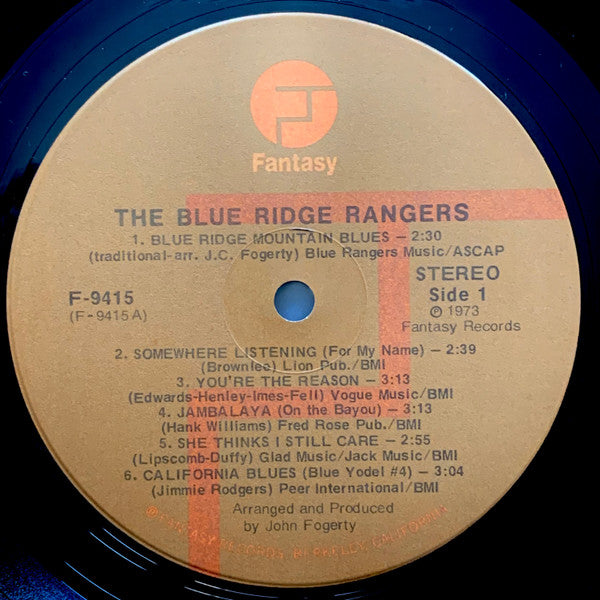 Fantasy
THE BLUE RIDGE RANGERS
1. BLUE RIDGE MOUNTAIN BLUES – 2:30
(traditional-arr. J.C. Fogerty) Blue Rangers Music/ASCAP
STEREO
F-9415 Side 1
(F-9415A) ℗ 1973
Fantasy Records
2. SOMEWHERE LISTENING (For My Name) – 2:39
(Brownlee) Lion Pub./BMI
3. YOU'RE THE REASON – 3:13
(Edwards-Henley-Imes-Fell) Vogue Music/BMI
4. JAMBALAYA (On the Bayou) – 3:13
(Hank Williams) Fred Rose Pub./BMI
5. SHE THINKS I STILL CARE – 2:55
(Lipscomb-Duffy) Glad Music/Jack Music/BMI
6. CALIFORNIA BLUES (Blue Yodel #4) – 3:04
(Jimmie Rodgers) Peer International/BMI
Arranged and Produced
by John Fogerty
FANTASY RECORDS, BERKELEY, CALIFORNIA